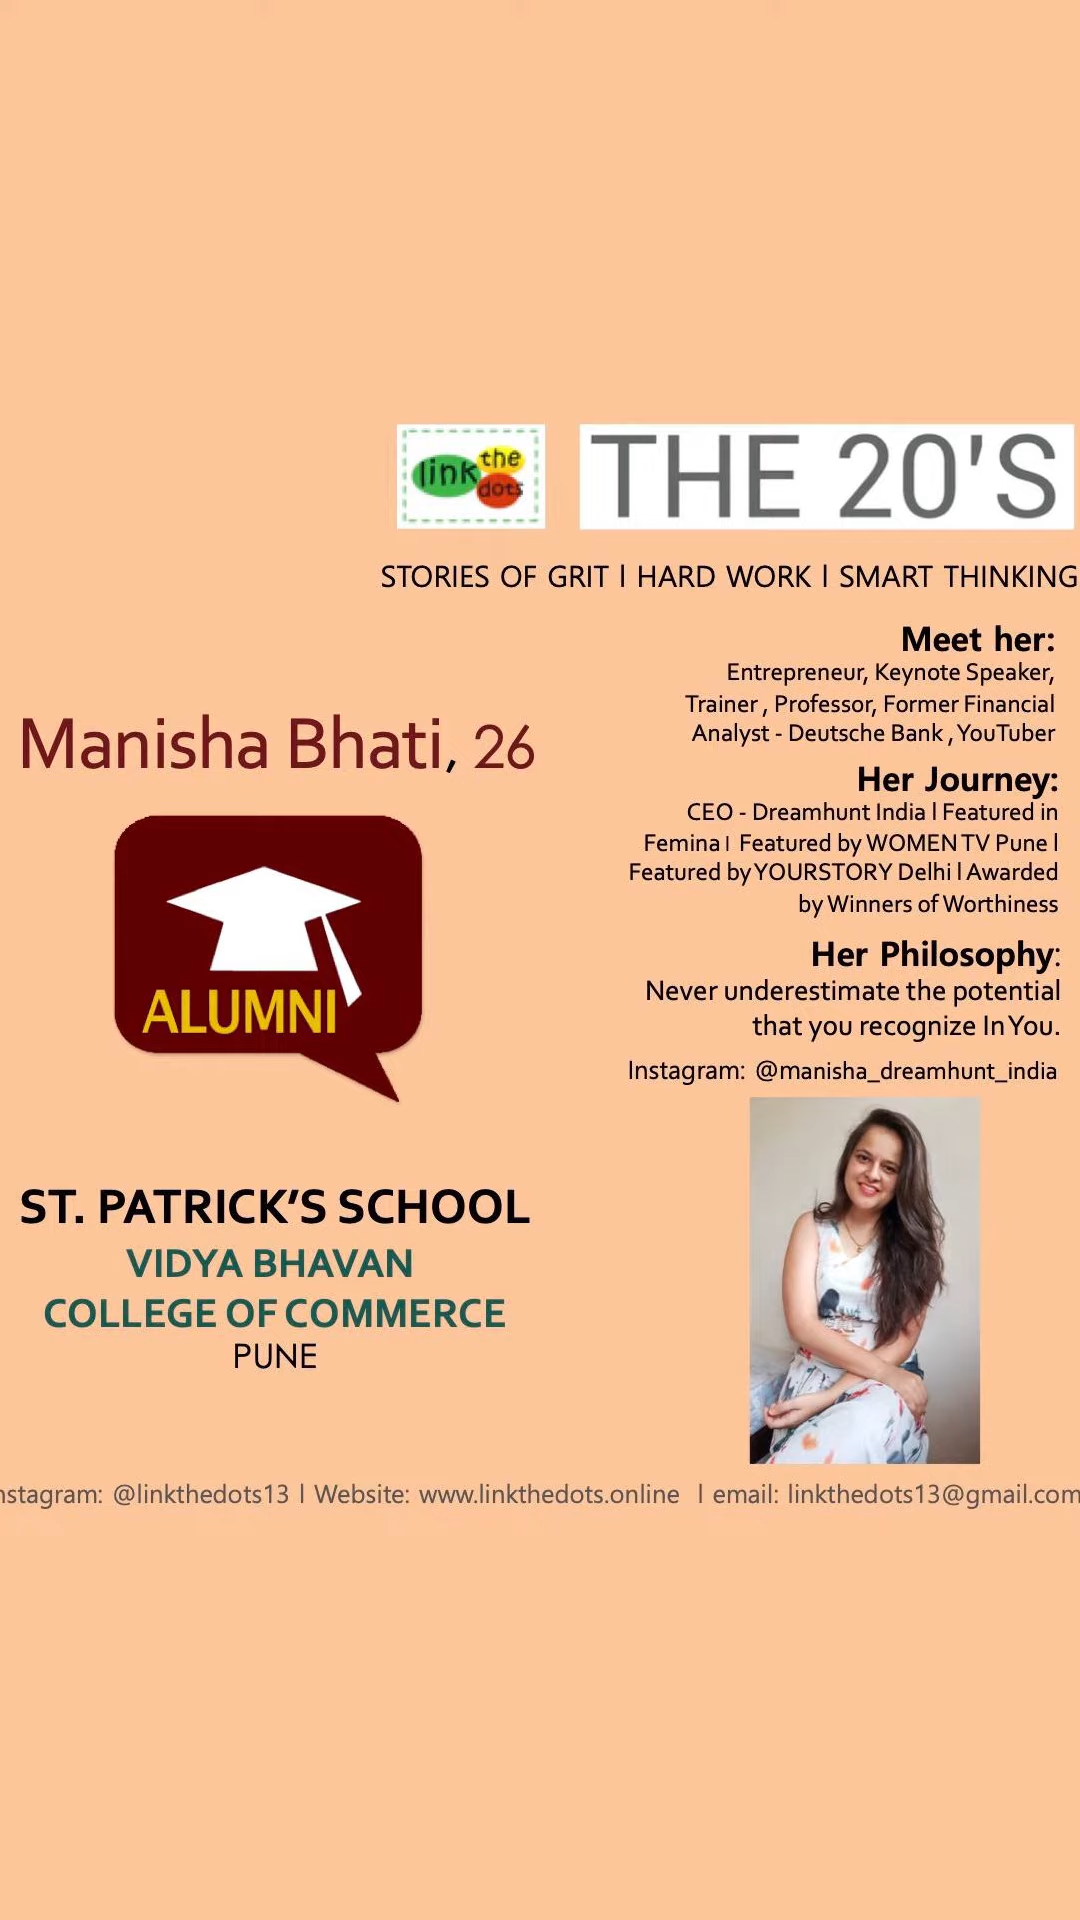 link the dots
THE 20'S
STORIES OF GRIT l HARD WORK l SMART THINKING
Meet her:
Entrepreneur, Keynote Speaker,
Trainer , Professor, Former Financial
Analyst - Deutsche Bank , YouTuber
Manisha Bhati, 26
Her Journey:
CEO - Dreamhunt India l Featured in
Femina l Featured by WOMEN TV Pune l
Featured by YOURSTORY Delhi l Awarded
by Winners of Worthiness
Her Philosophy:
Never underestimate the potential
that you recognize In You.
Instagram: @manisha_dreamhunt_india
ALUMNI
ST. PATRICK’S SCHOOL
VIDYA BHAVAN
COLLEGE OF COMMERCE
PUNE
nstagram: @linkthedots13 l Website: www.linkthedots.online l email: linkthedots13@gmail.com